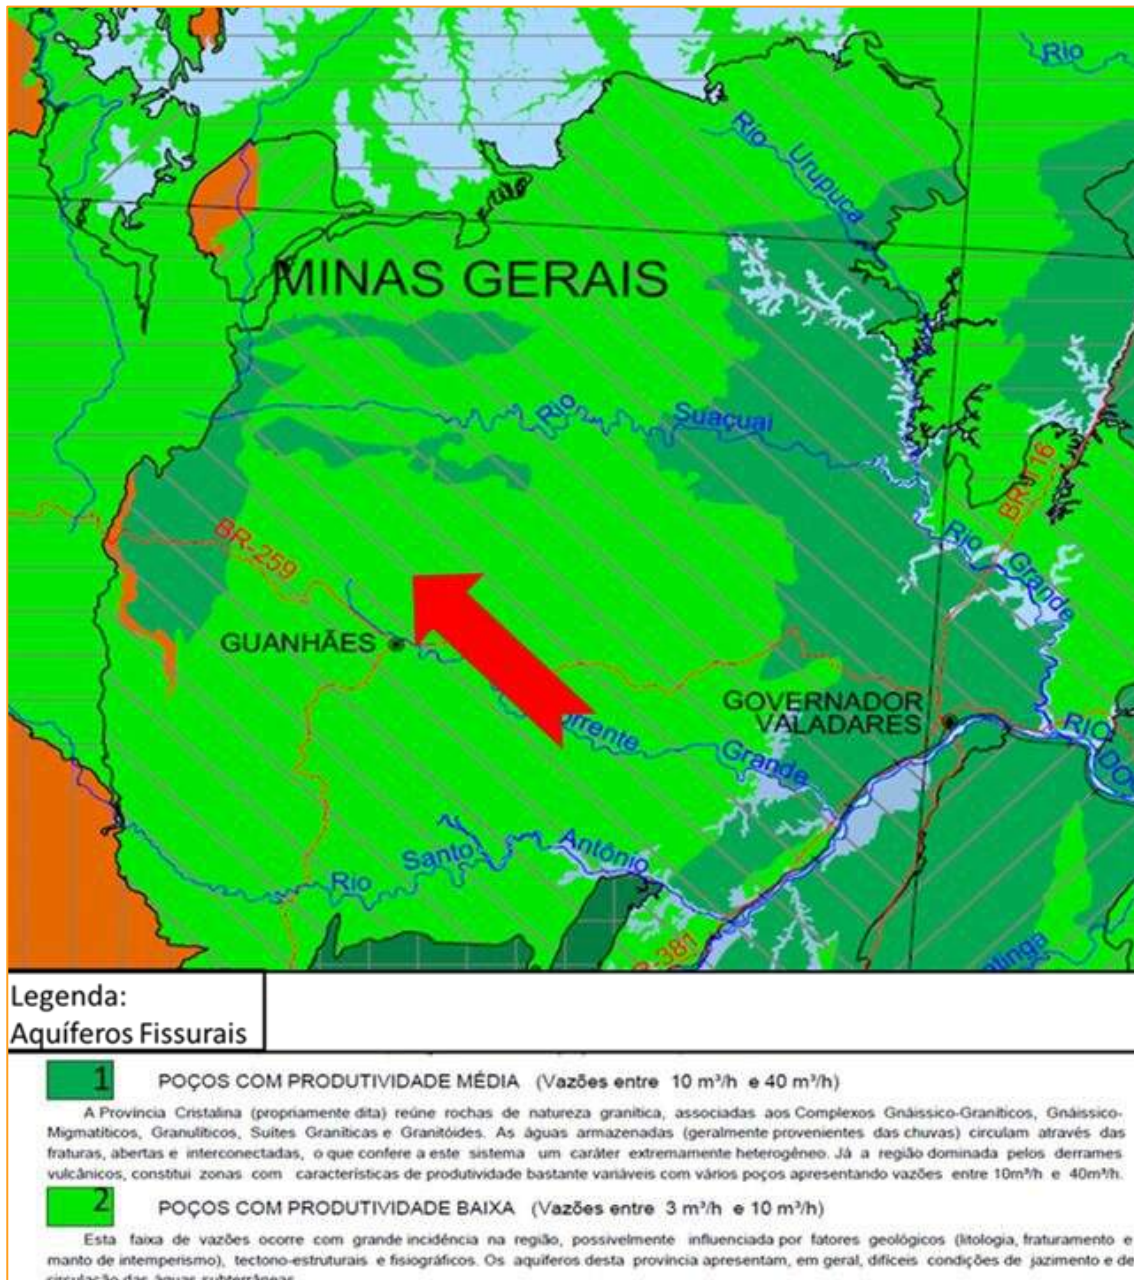 Rio
Rio Urupuca
MINAS GERAIS
Rio Suaçuai
BR-116
BR-259
Rio Grande
GUANHÃES
GOVERNADOR
VALADARES
RIO
Grande
Santo Antônio
Rio
Legenda:
Aquíferos Fissurais
1 POÇOS COM PRODUTIVIDADE MÉDIA (Vazões entre 10 m³/h e 40 m³/h)
A Província Cristalina (propriamente dita) reúne rochas de natureza granítica, associadas aos Complexos Gnáissico-Graníticos, Gnáissico-
Migmatíticos, Granulíticos, Suítes Graníticas e Granitóides. As águas armazenadas (geralmente provenientes das chuvas) circulam através das
fraturas, abertas e interconectadas, o que confere a este sistema um caráter extremamente heterogêneo. Já a região dominada pelos derrames
vulcânicos, constitui zonas com características de produtividade bastante variáveis com vários poços apresentando vazões entre 10m³/h e 40m³/h.
2 POÇOS COM PRODUTIVIDADE BAIXA (Vazões entre 3 m³/h e 10 m³/h)
Esta faixa de vazões ocorre com grande incidência na região, possivelmente influenciada por fatores geológicos (litologia, fraturamento e
manto de intemperismo), tectono-estruturais e fisiográficos. Os aquíferos desta província apresentam, em geral, difíceis condições de jazimento e de
circulação das águas subterrâneas